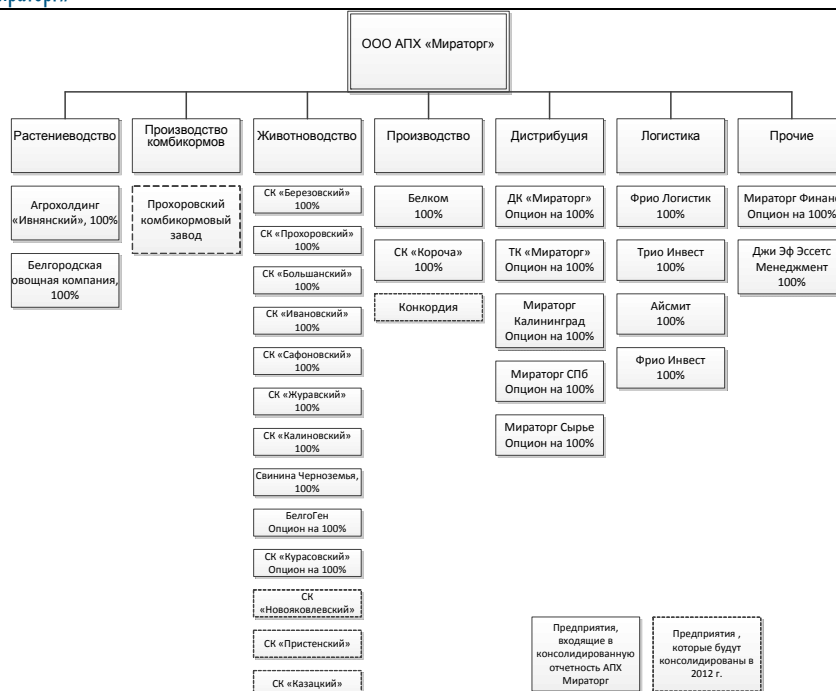 ООО АПХ «Мираторг»
Растениеводство
Агрохолдинг
«Ивнянский», 100%
Белгородская
овощная компания,
100%
Производство
комбикормов
Прохоровский
комбикормовый
завод
Животноводство
СК «Березовский»
100%
СК «Прохоровский»
100%
СК «Большанский»
100%
СК «Ивановский»
100%
СК «Сафоновский»
100%
СК «Журавский»
100%
СК «Калиновский»
100%
Свинина Черноземья,
100%
БелгоГен
Опцион на 100%
СК «Курасовский»
Опцион на 100%
СК
«Новояковлевский»
СК «Пристенский»
СК «Казацкий»
Производство
Белком
100%
СК «Короча»
100%
Конкордия
Дистрибуция
ДК «Мираторг»
Опцион на 100%
ТК «Мираторг»
Опцион на 100%
Мираторг
Калининград
Опцион на 100%
Мираторг СПб
Опцион на 100%
Мираторг Сырье
Опцион на 100%
Логистика
Фрио Логистик
100%
Трио Инвест
100%
Айсмит
100%
Фрио Инвест
100%
Прочие
Мираторг Финанс
Опцион на 100%
Джи Эф Эссетс
Менеджмент
100%
Предприятия,
входящие в
консолидированную
отчетность АПХ
Мираторг
Предприятия ,
которые будут
консолидированы в
2012 г.